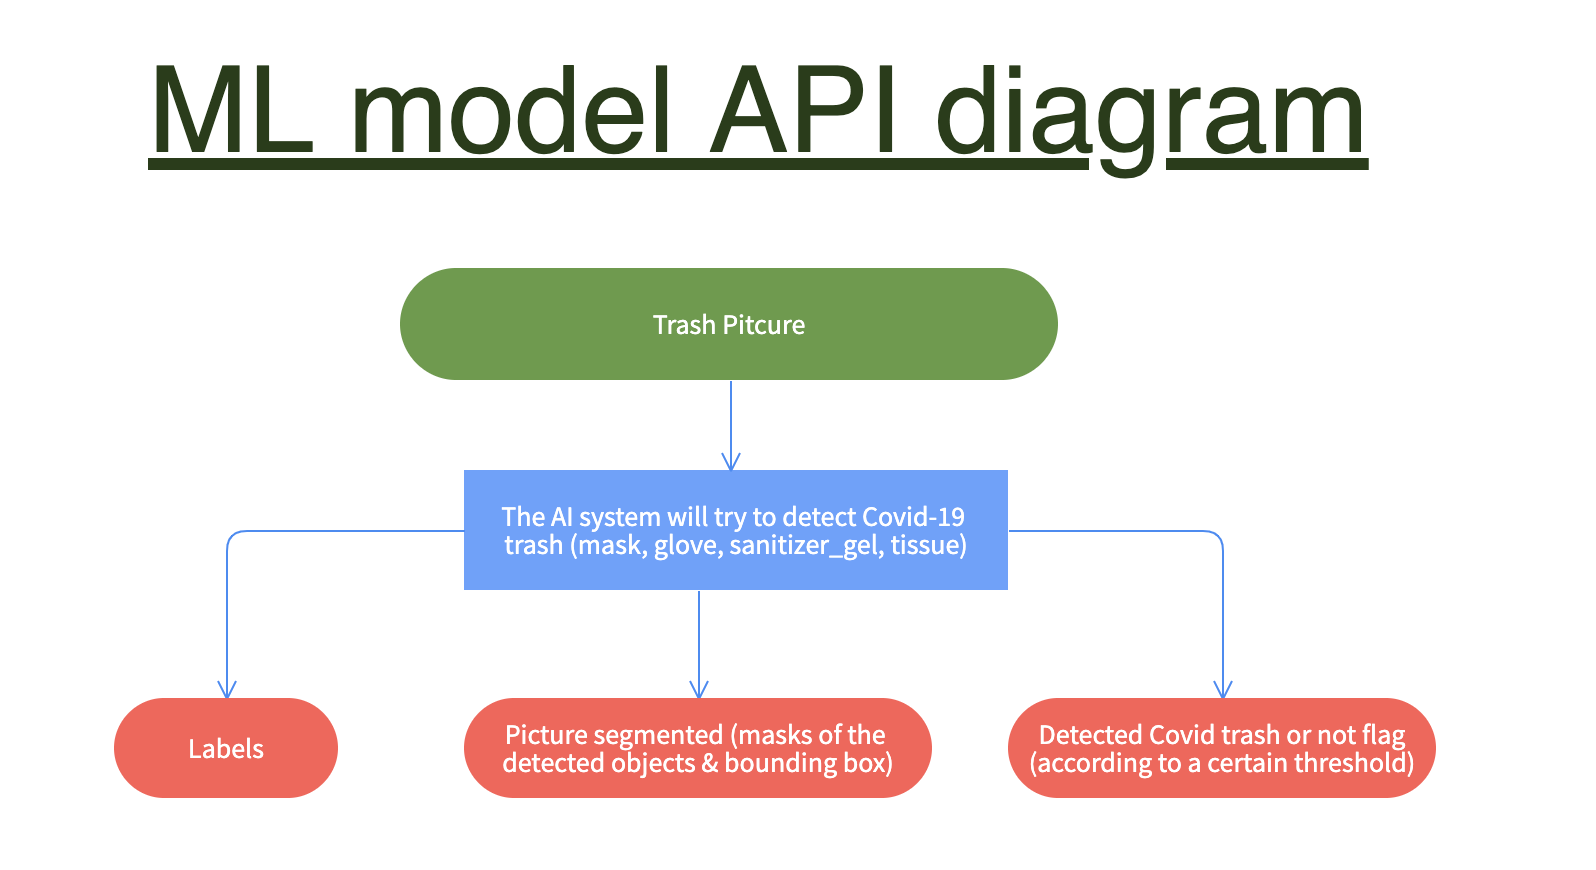 ML model API diagram
Trash Pitcure
The AI system will try to detect Covid-19
trash (mask, glove, sanitizer_gel, tissue)
Labels
Picture segmented (masks of the
detected objects & bounding box)
Detected Covid trash or not flag
(according to a certain threshold)